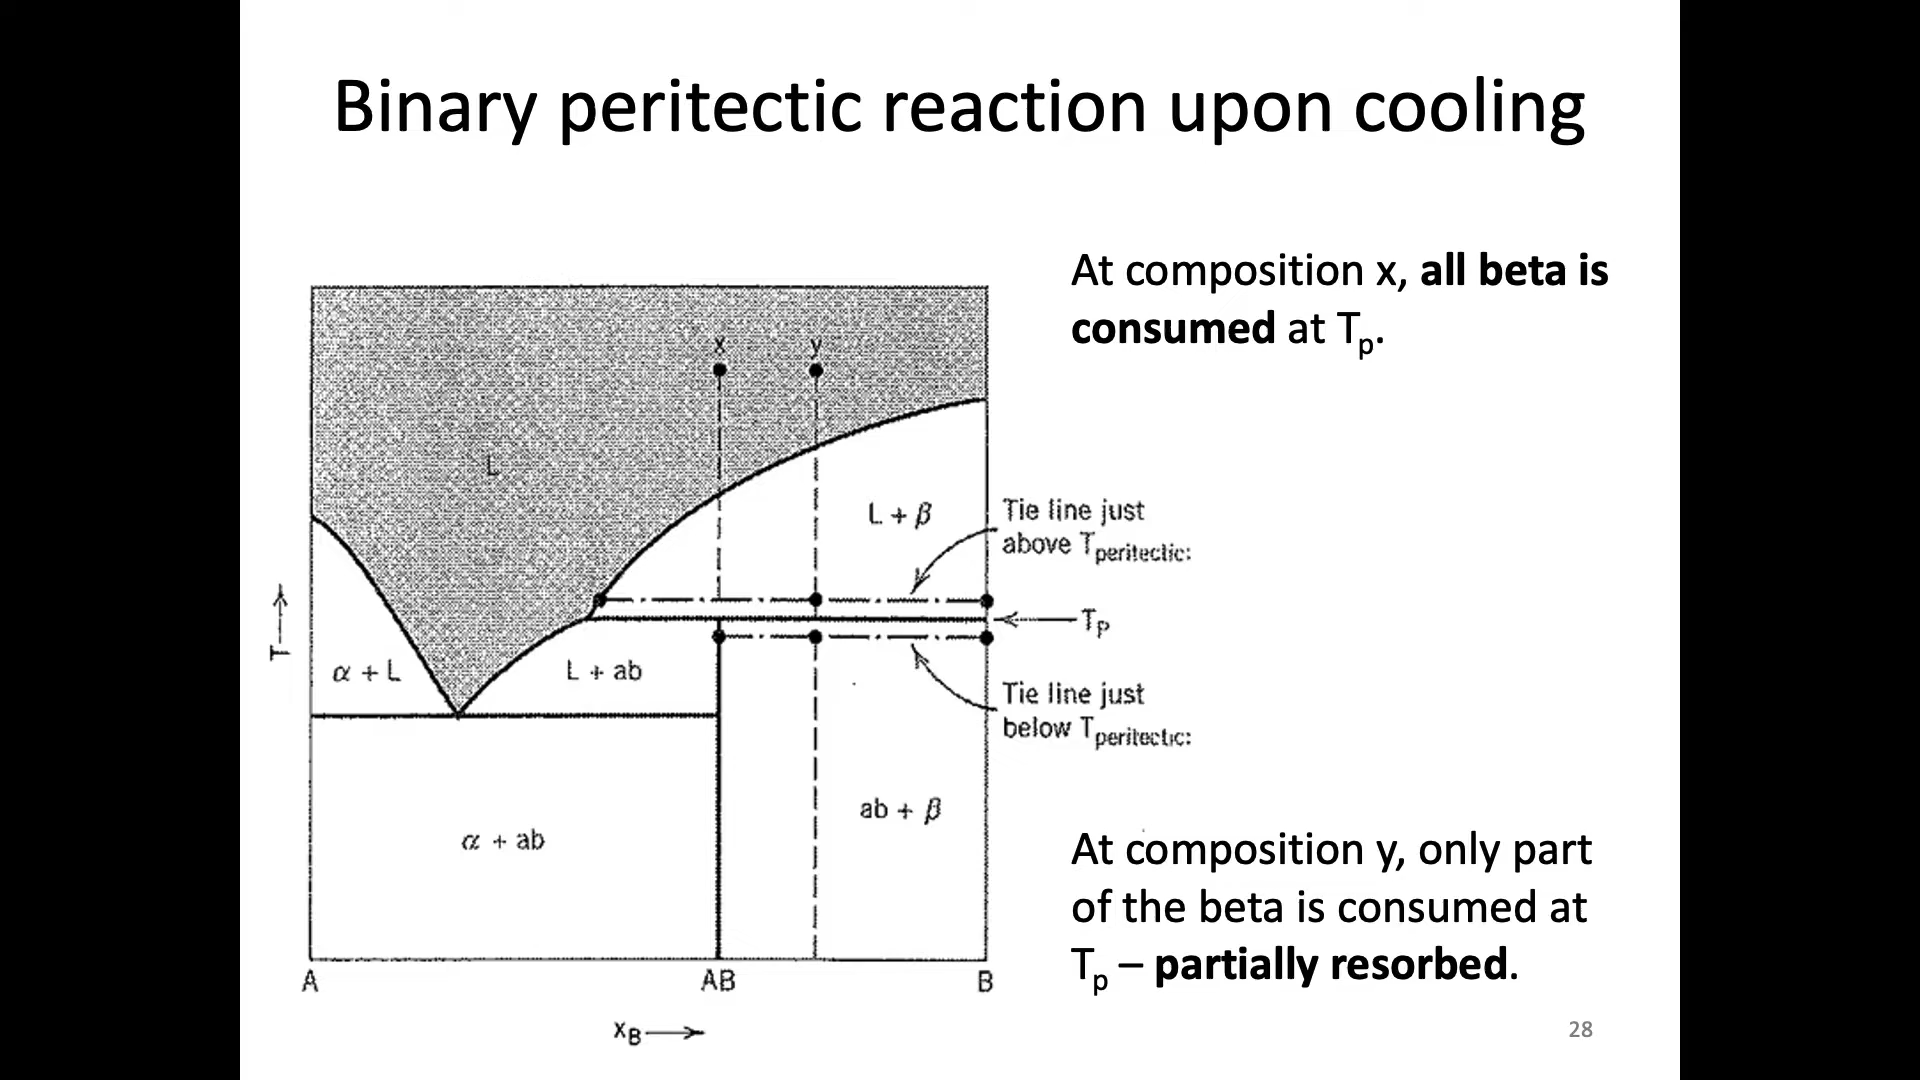 Binary peritectic reaction upon cooling
At composition x, all beta is
consumed at Tp.
x
y
L
L + β
Tie line just
above Tperitectic:
T
Tp
α + L
L + ab
Tie line just
below Tperitectic:
ab + β
α + ab
At composition y, only part
of the beta is consumed at
Tp – partially resorbed.
A
AB
B
xB
28